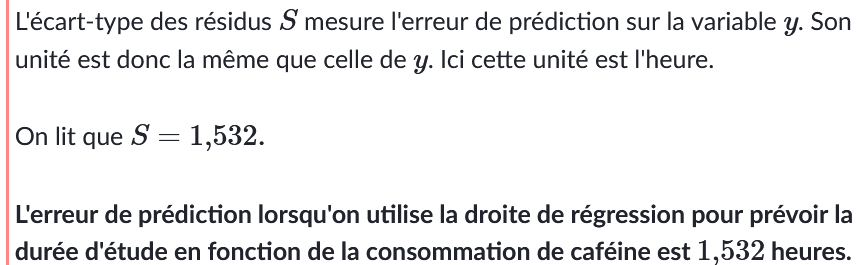 L'écart-type des résidus S mesure l'erreur de prédiction sur la variable y. Son
unité est donc la même que celle de y. Ici cette unité est l'heure.
On lit que S = 1,532.
L'erreur de prédiction lorsqu'on utilise la droite de régression pour prévoir la
durée d'étude en fonction de la consommation de caféine est 1,532 heures.